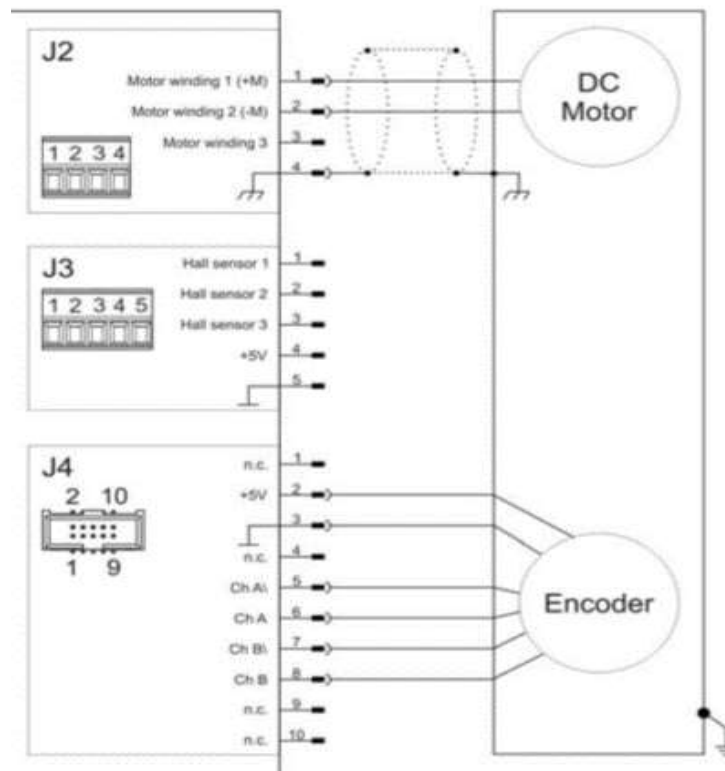 J2
Motor winding 1 (+M) 1
Motor winding 2 (-M) 2
Motor winding 3 3
4
1 2 3 4
DC
Motor
J3
Hall sensor 1 1
Hall sensor 2 2
Hall sensor 3 3
+5V 4
5
1 2 3 4 5
J4
n.c. 1
+5V 2
3
n.c. 4
Ch A\ 5
Ch A 6
Ch B\ 7
Ch B 8
n.c. 9
n.c. 10
2 10
1 9
Encoder